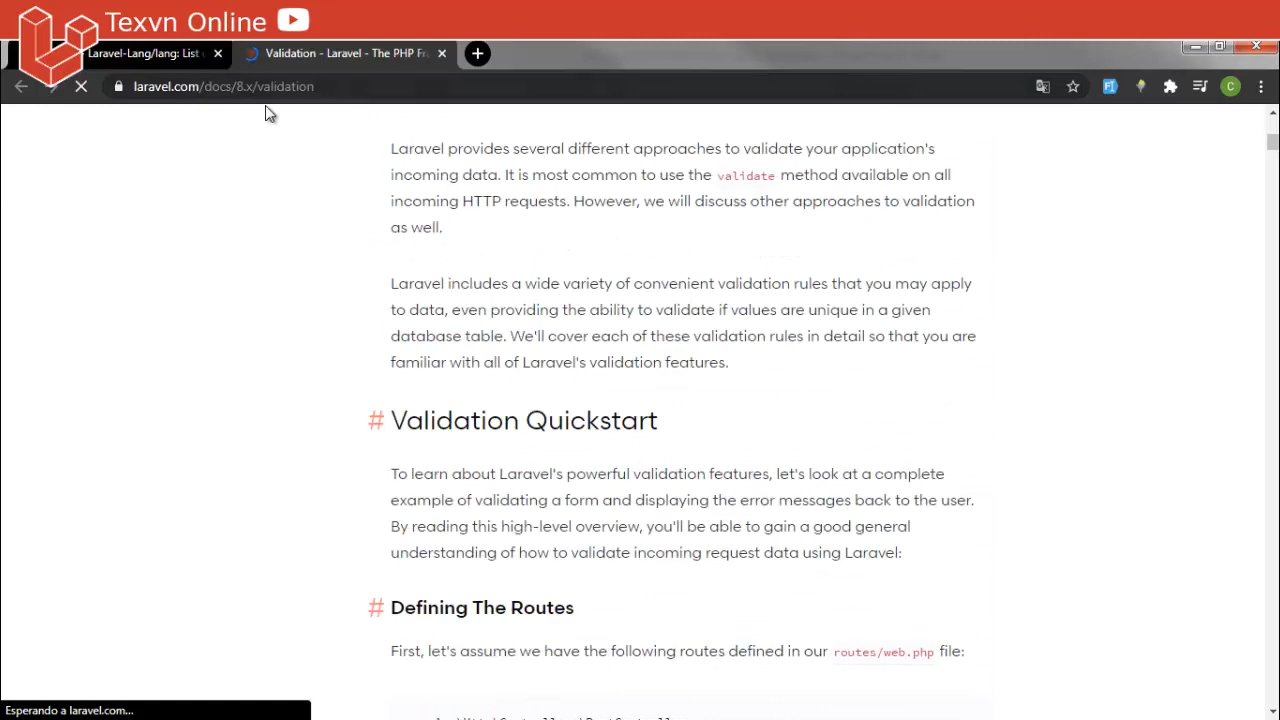 Texvn Online
Laravel-Lang/lang: List
Validation - Laravel - The PHP Fr
laravel.com/docs/8.x/validation
Laravel provides several different approaches to validate your application's
incoming data. It is most common to use the validate method available on all
incoming HTTP requests. However, we will discuss other approaches to validation
as well.
Laravel includes a wide variety of convenient validation rules that you may apply
to data, even providing the ability to validate if values are unique in a given
database table. We'll cover each of these validation rules in detail so that you are
familiar with all of Laravel's validation features.
# Validation Quickstart
To learn about Laravel's powerful validation features, let's look at a complete
example of validating a form and displaying the error messages back to the user.
By reading this high-level overview, you'll be able to gain a good general
understanding of how to validate incoming request data using Laravel:
# Defining The Routes
First, let's assume we have the following routes defined in our routes/web.php file:
Esperando a laravel.com...